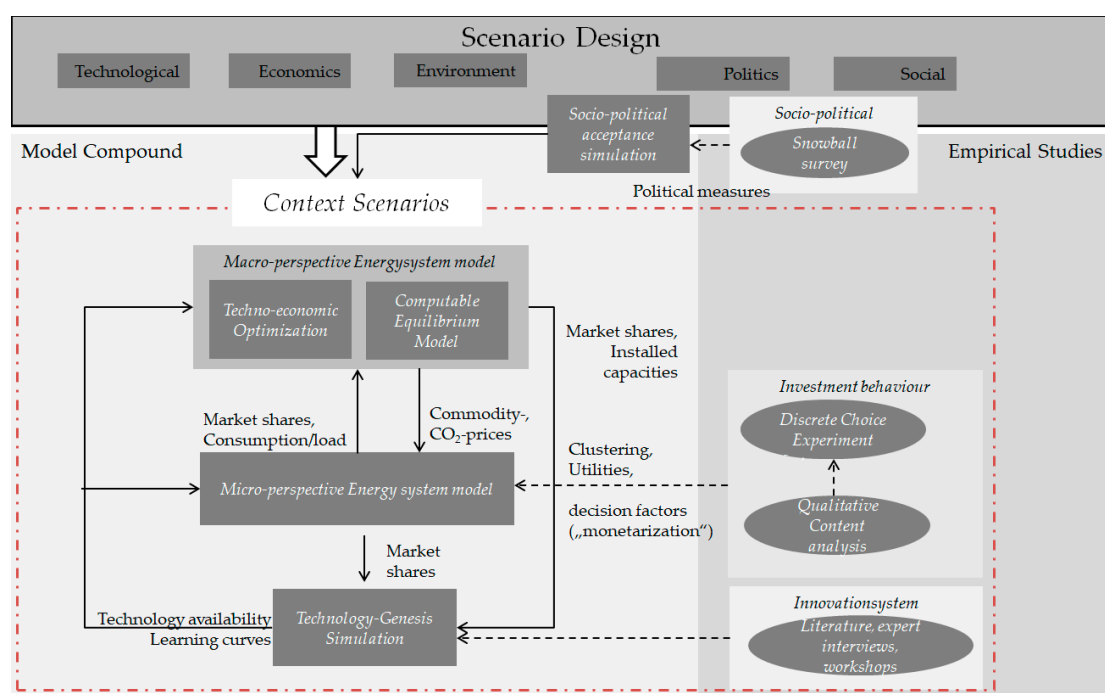 Scenario Design
Technological
Economics
Environment
Politics
Social
Socio-political
acceptance
simulation
Socio-political
Snowball
survey
Model Compound
Empirical Studies
Political measures
Context Scenarios
Macro-perspective Energysystem model
Techno-economic
Optimization
Computable
Equilibrium
Model
Market shares,
Installed
capacities
Market shares,
Consumption/load
Commodity-,
CO₂-prices
Investment behaviour
Discrete Choice
Experiment
Clustering,
Utilities,
decision factors
(„monetarization“)
Qualitative
Content
analysis
Micro-perspective Energy system model
Market
shares
Technology availability
Learning curves
Technology-Genesis
Simulation
Innovationsystem
Literature, expert
interviews,
workshops